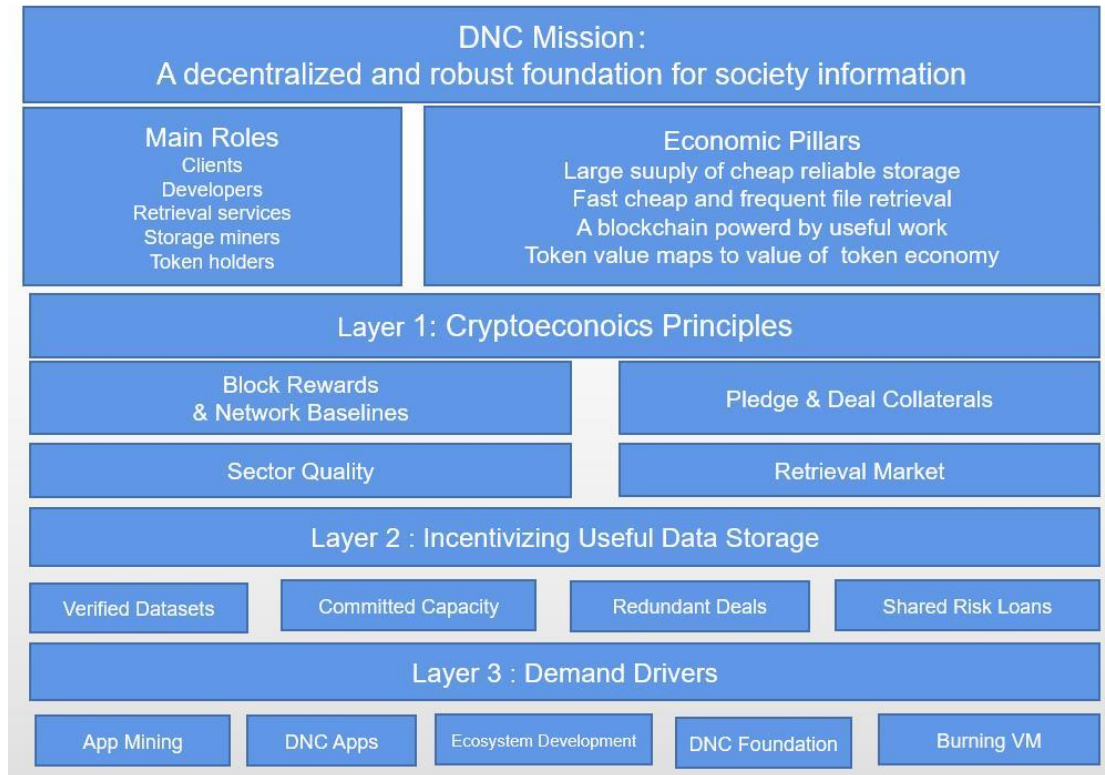 DNC Mission:
A decentralized and robust foundation for society information
Main Roles
Clients
Developers
Retrieval services
Storage miners
Token holders
Economic Pillars
Large suuply of cheap reliable storage
Fast cheap and frequent file retrieval
A blockchain powerd by useful work
Token value maps to value of token economy
Layer 1: Cryptoeconoics Principles
Block Rewards
& Network Baselines
Pledge & Deal Collaterals
Sector Quality
Retrieval Market
Layer 2 : Incentivizing Useful Data Storage
Verified Datasets
Committed Capacity
Redundant Deals
Shared Risk Loans
Layer 3 : Demand Drivers
App Mining
DNC Apps
Ecosystem Development
DNC Foundation
Burning VM